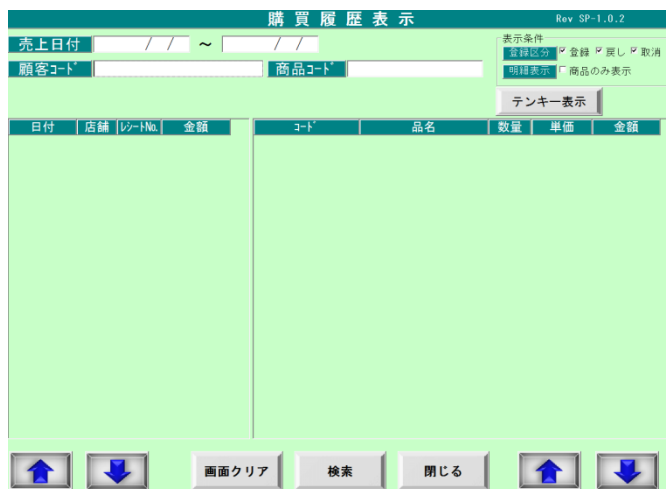 購買履歴表示 Rev SP-1.0.2
売上日付 / / ~ / /
顧客ｺｰﾄﾞ 商品ｺｰﾄﾞ
表示条件
登録区分 登録 戻し 取消
明細表示 商品のみ表示
テンキー表示
日付 店舗 ﾚｼｰﾄNo. 金額 ｺｰﾄﾞ 品名 数量 単価 金額
画面クリア 検索 閉じる